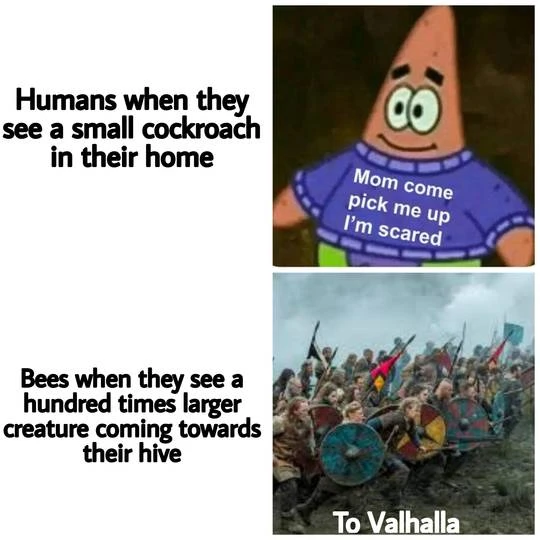 Humans when they
see a small cockroach
in their home
Mom come
pick me up
I'm scared
Bees when they see a
hundred times larger
creature coming towards
their hive
To Valhalla